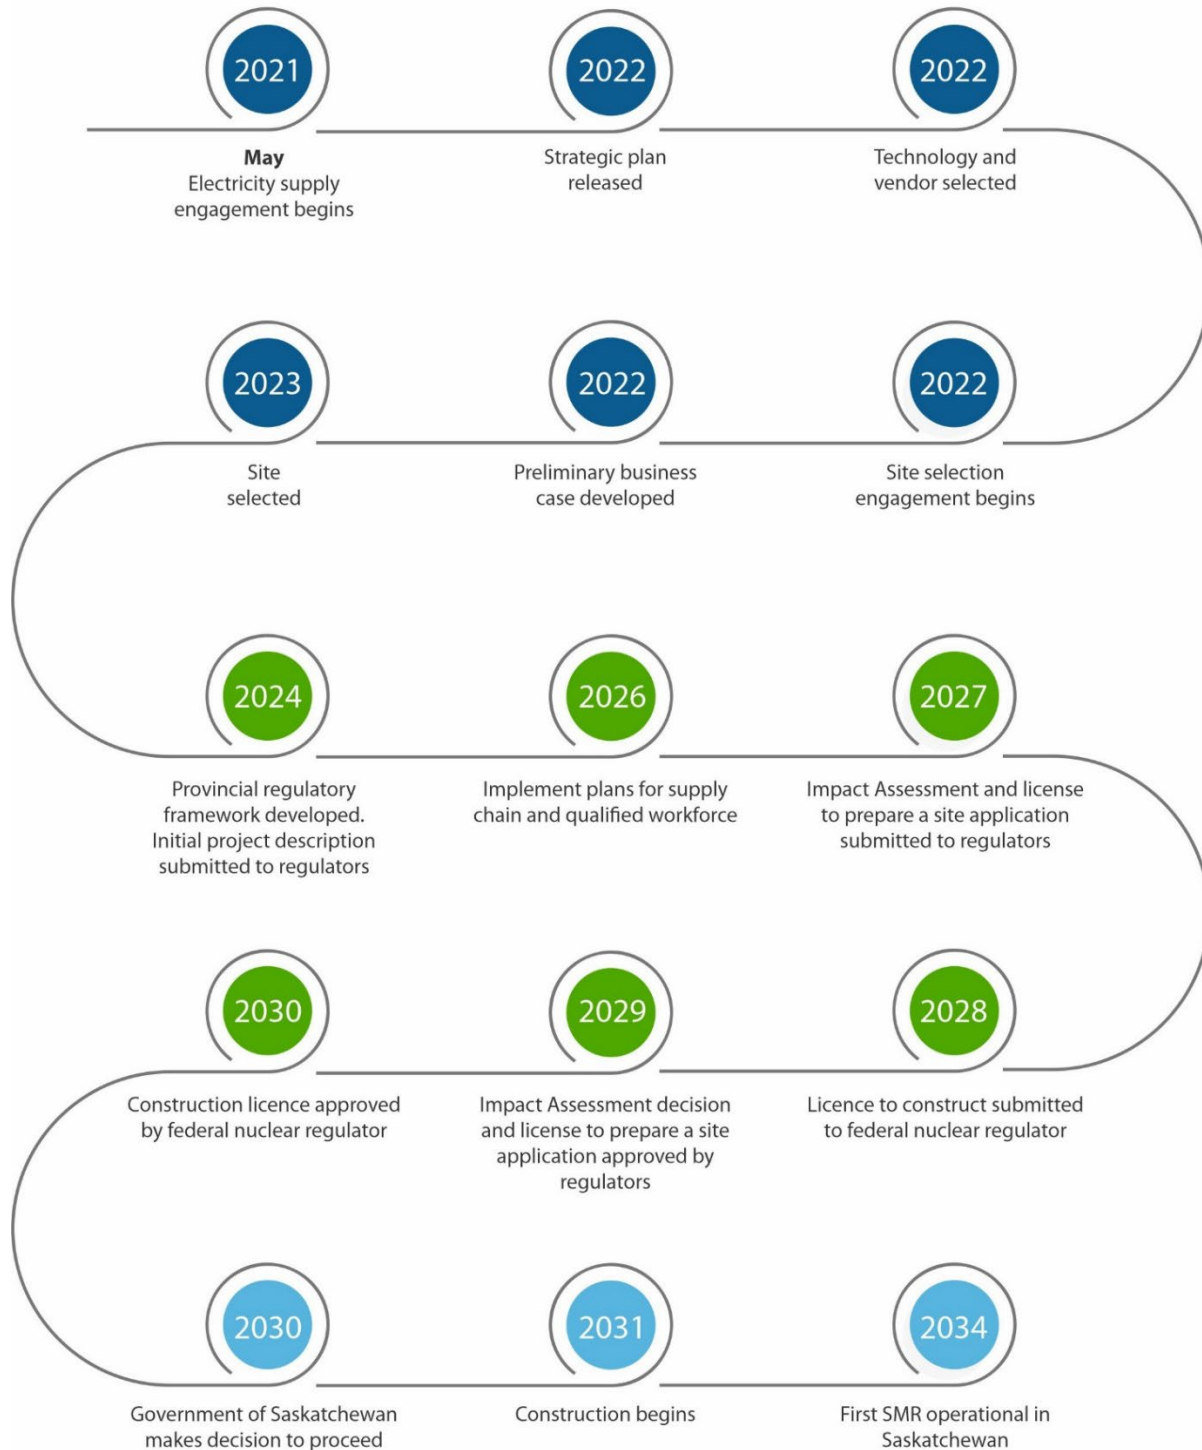 2021
May
Electricity supply
engagement begins
2022
Strategic plan
released
2022
Technology and
vendor selected
2022
Site selection
engagement begins
2022
Preliminary business
case developed
2023
Site
selected
2024
Provincial regulatory
framework developed.
Initial project description
submitted to regulators
2026
Implement plans for supply
chain and qualified workforce
2027
Impact Assessment and license
to prepare a site application
submitted to regulators
2028
Licence to construct submitted
to federal nuclear regulator
2029
Impact Assessment decision
and license to prepare a site
application approved by
regulators
2030
Construction licence approved
by federal nuclear regulator
2030
Government of Saskatchewan
makes decision to proceed
2031
Construction begins
2034
First SMR operational in
Saskatchewan